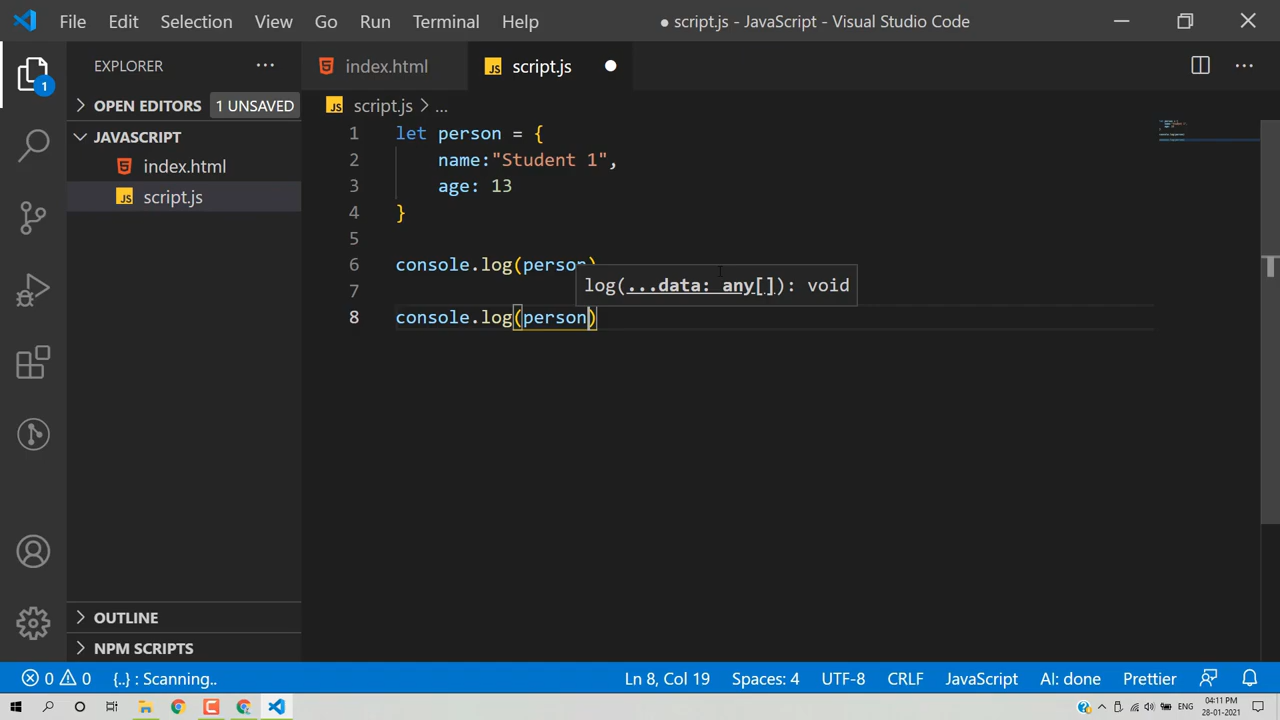 File Edit Selection View Go Run Terminal Help ● script.js - JavaScript - Visual Studio Code
EXPLORER ...
index.html
JS script.js ●
1
OPEN EDITORS 1 UNSAVED
JS script.js > ...
JAVASCRIPT
index.html
JS script.js
1 let person = {
2 name:"Student 1",
3 age: 13
4 }
5
6 console.log(person)
log(...data: any[]): void
7
8 console.log(person)
OUTLINE
NPM SCRIPTS
0 0 {..} : Scanning.. Ln 8, Col 19 Spaces: 4 UTF-8 CRLF JavaScript AI: done Prettier
ENG 04:11 PM
28-01-2021